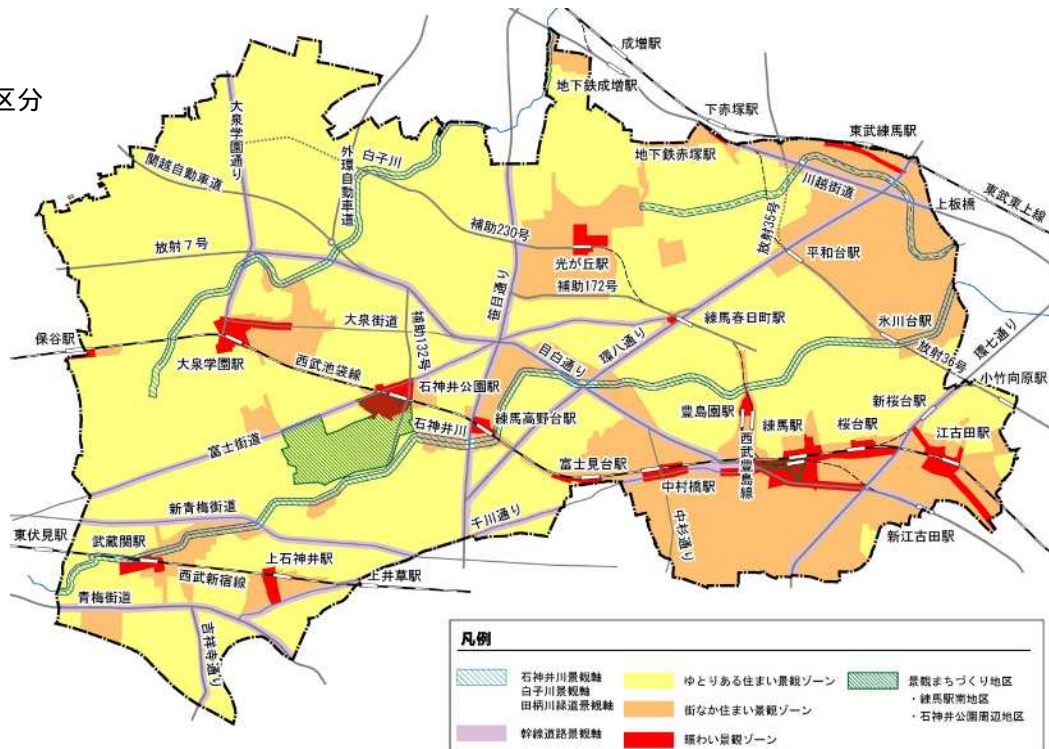 区分
成増駅
地下鉄成増駅
下赤塚駅
東武練馬駅
地下鉄赤塚駅
川越街道
東武東上線
上板橋
大泉学園通り
外環自動車道
白子川
関越自動車道
放射7号
補助230号
笹目通り
光が丘駅
補助172号
放射35号
平和台駅
氷川台駅
放射36号
環七通り
小竹向原駅
保谷駅
大泉学園駅
大泉街道
補助132号
西武池袋線
石神井公園駅
石神井川
練馬高野台駅
目白通り
環八通り
練馬春日町駅
豊島園駅
西武豊島線
練馬駅
桜台駅
新桜台駅
江古田駅
富士街道
富士見台駅
中村橋駅
中杉通り
新江古田駅
千川通り
新青梅街道
東伏見駅
武蔵関駅
上石神井駅
西武新宿線
上井草駅
青梅街道
吉祥寺通り
凡例
石神井川景観軸
白子川景観軸
田柄川緑道景観軸
幹線道路景観軸
ゆとりある住まい景観ゾーン
街なか住まい景観ゾーン
賑わい景観ゾーン
景観まちづくり地区
・練馬駅南地区
・石神井公園周辺地区